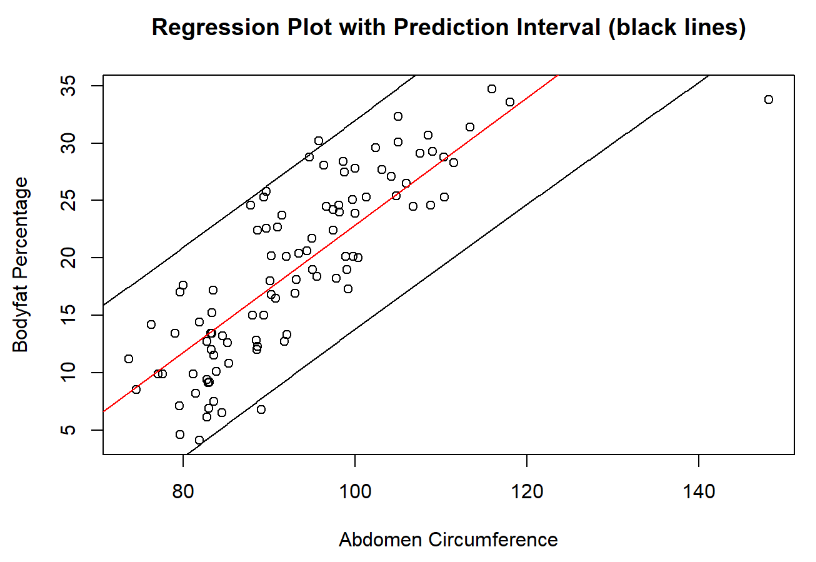 Regression Plot with Prediction Interval (black lines)
35
30
25
20
15
10
5
Bodyfat Percentage
80 100 120 140
Abdomen Circumference